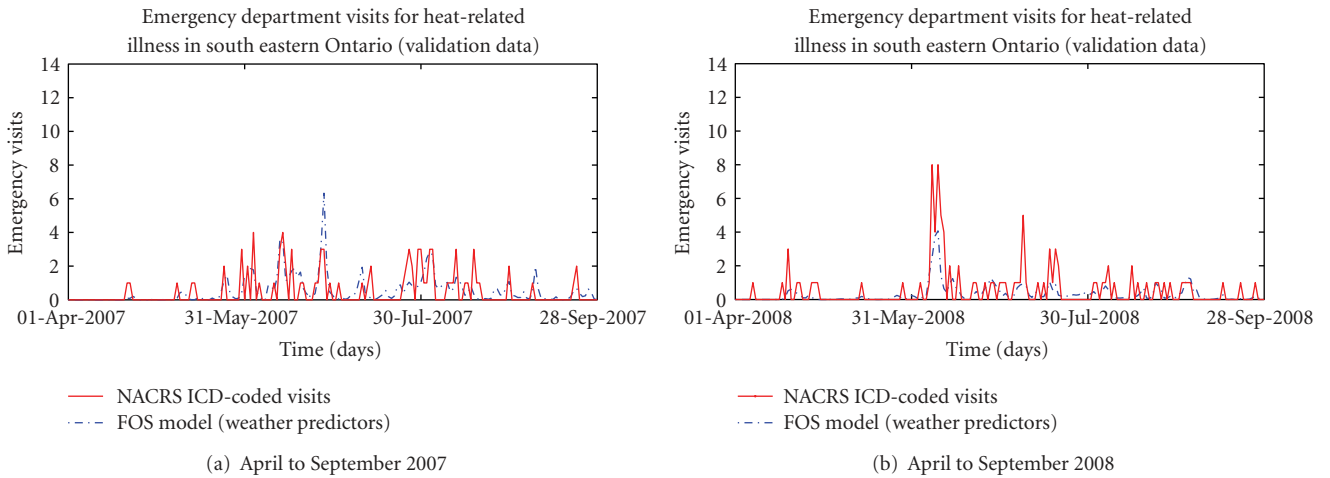 Emergency department visits for heat-related
illness in south eastern Ontario (validation data)
14
12
10
8
6
4
2
0
Emergency visits
01-Apr-2007
31-May-2007
30-Jul-2007
28-Sep-2007
Time (days)
NACRS ICD-coded visits
FOS model (weather predictors)
(a) April to September 2007
Emergency department visits for heat-related
illness in south eastern Ontario (validation data)
14
12
10
8
6
4
2
0
Emergency visits
01-Apr-2008
31-May-2008
30-Jul-2008
28-Sep-2008
Time (days)
NACRS ICD-coded visits
FOS model (weather predictors)
(b) April to September 2008